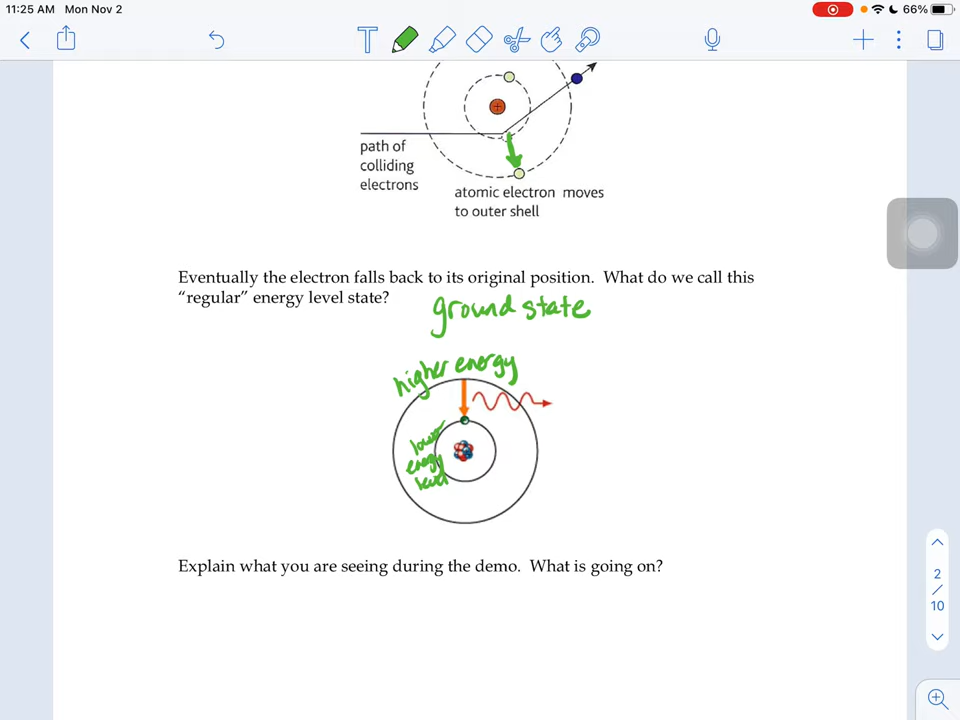 11:25 AM Mon Nov 2
66%
T
+
path of
colliding
electrons
atomic electron moves
to outer shell
Eventually the electron falls back to its original position. What do we call this
“regular” energy level state?
ground state
higher energy
lower
energy
level
Explain what you are seeing during the demo. What is going on?
2
/
10